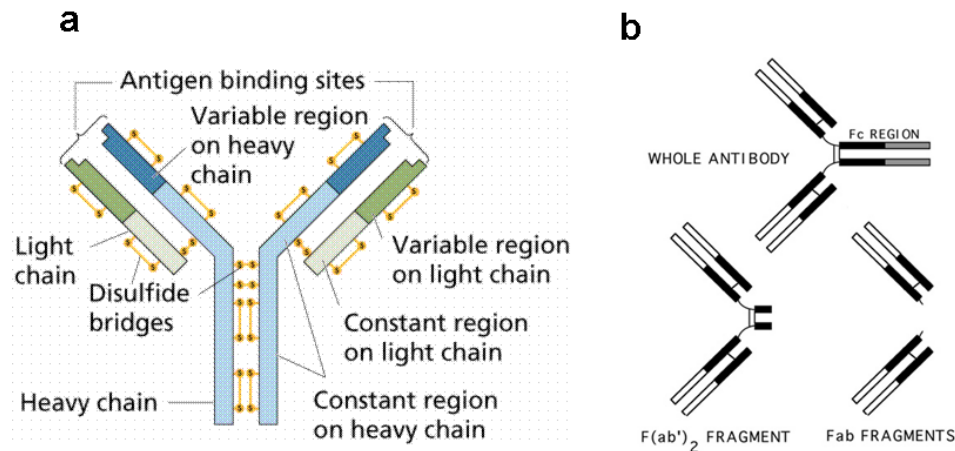 a
Antigen binding sites
Variable region
on heavy
chain
Light
chain
Disulfide
bridges
Variable region
on light chain
Constant region
on light chain
Heavy chain
Constant region
on heavy chain
S S S S S S S S S S S S S S S S S S S S S S S S S S S S S S S S
b
Fc REGION
WHOLE ANTIBODY
F(ab')2 FRAGMENT
Fab FRAGMENTS